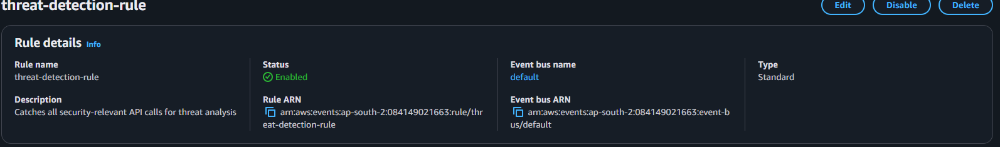 threat-detection-rule
Edit
Disable
Delete
Rule details Info
Rule name
threat-detection-rule
Status
Enabled
Event bus name
default
Type
Standard
Description
Catches all security-relevant API calls for threat analysis
Rule ARN
arn:aws:events:ap-south-2:084149021663:rule/thr
eat-detection-rule
Event bus ARN
arn:aws:events:ap-south-2:084149021663:event-b
us/default